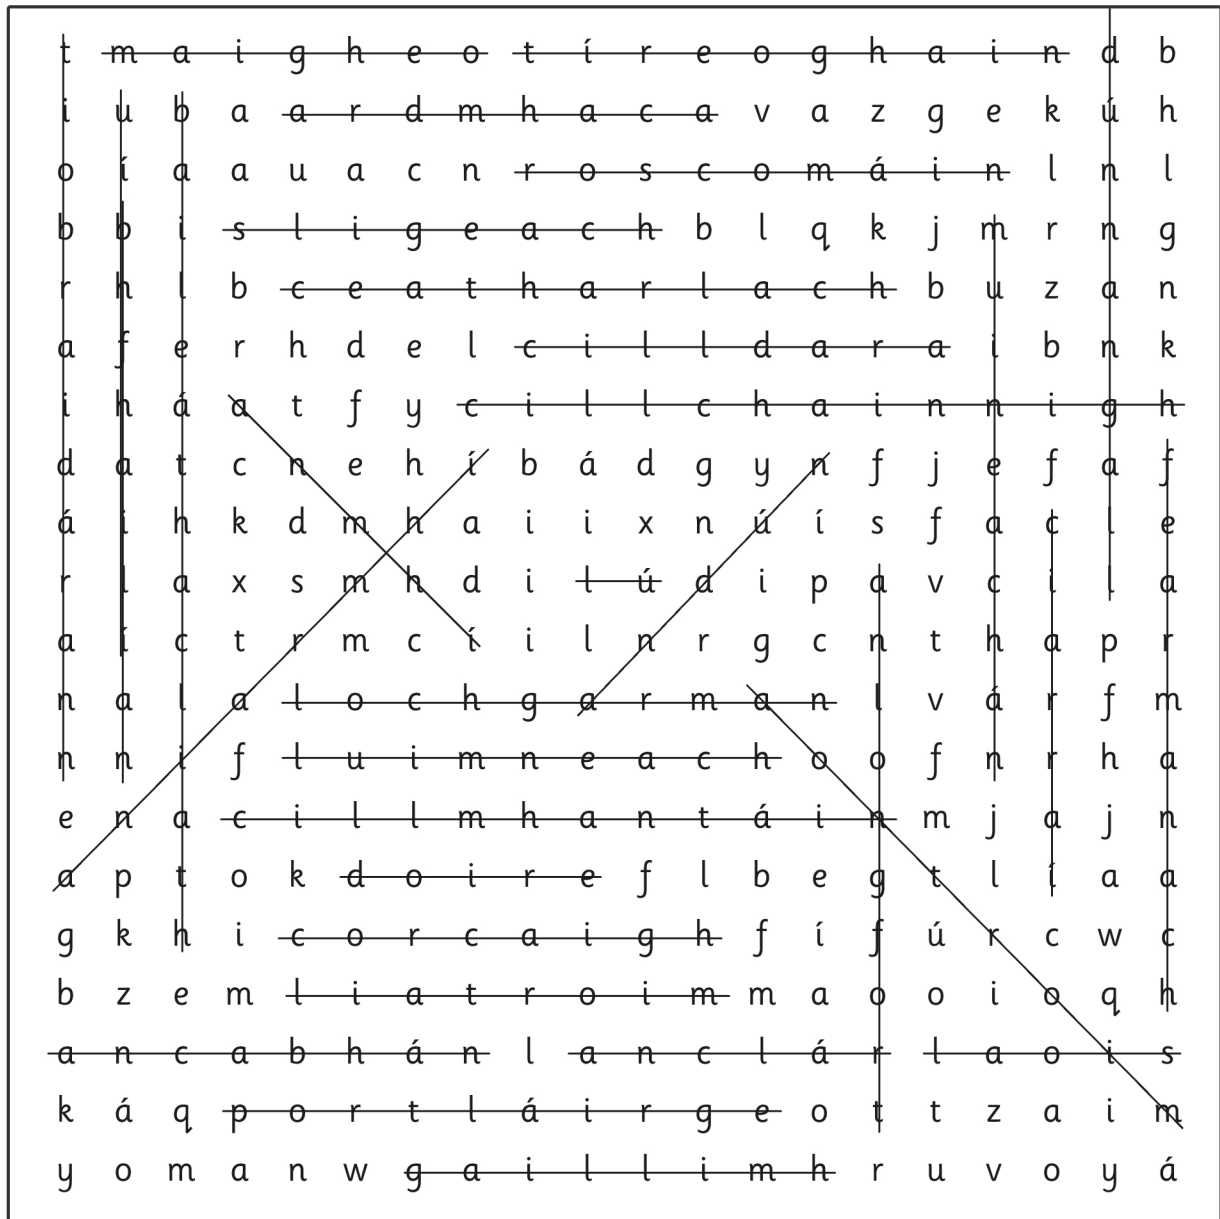 t m a i g h e o t í r e o g h a i n d b
i u b a a r d m h a c a v a z g e k ú h
o í a a u a c n r o s c o m á i n l n l
b b i s l i g e a c h b l q k j m r n g
r h l b c e a t h a r l a c h b u z a n
a f e r h d e l c i l l d a r a i b n k
i h á a t f y c i l l c h a i n n i g h
d a t c n e h í b á d g y n f j e f a f
á i h k d m h a i i x n ú í s f a c l e
r l a x s m h d i l ú d i p a v c i l a
a í c t r m c í i l n r g c n t h a p r
n a l a l o c h g a r m a n l v á r f m
n n i f l u i m n e a c h o o f n r h a
e n a c i l l m h a n t á i n m j a j n
a p t o k d o i r e f l b e g t l í a a
g k h i c o r c a i g h f í f ú r c w c
b z e m l i a t r o i m m a o o i o q h
a n c a b h á n l a n c l á r l a o i s
k á q p o r t l á i r g e o t t z a i m
y o m a n w g a i l l i m h r u v o y á